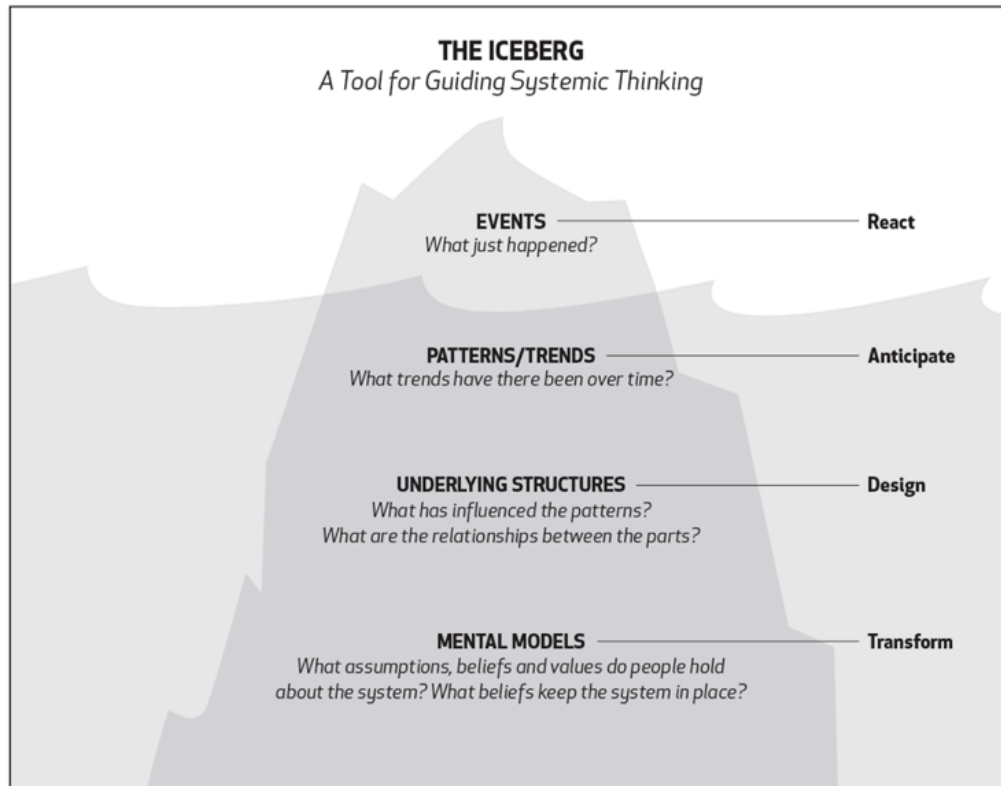 THE ICEBERG
A Tool for Guiding Systemic Thinking
EVENTS
React
What just happened?
PATTERNS/TRENDS
Anticipate
What trends have there been over time?
UNDERLYING STRUCTURES
Design
What has influenced the patterns?
What are the relationships between the parts?
MENTAL MODELS
Transform
What assumptions, beliefs and values do people hold
about the system? What beliefs keep the system in place?